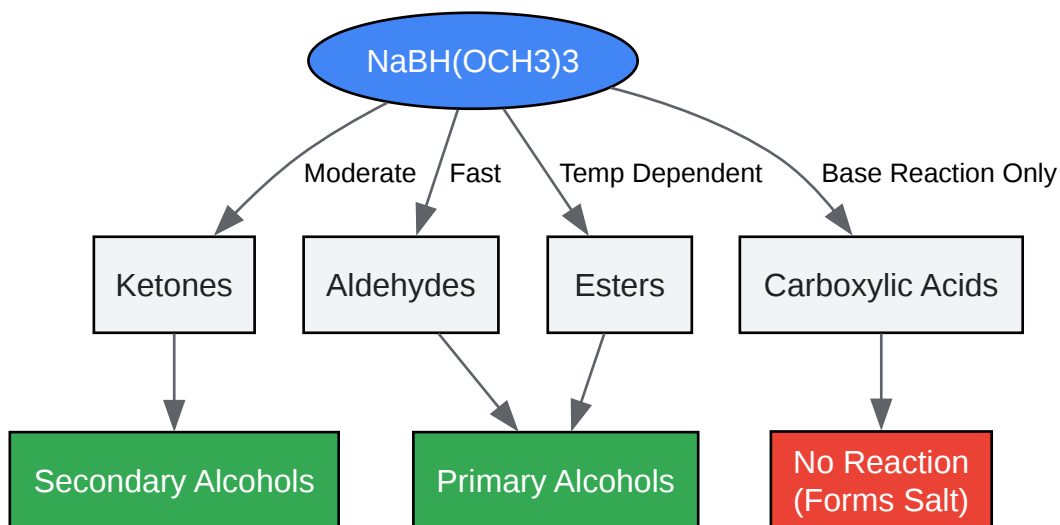 NaBH(OCH3)3
Moderate
Fast
Temp Dependent
Base Reaction Only
Ketones
Aldehydes
Esters
Carboxylic Acids
Secondary Alcohols
Primary Alcohols
No Reaction
(Forms Salt)